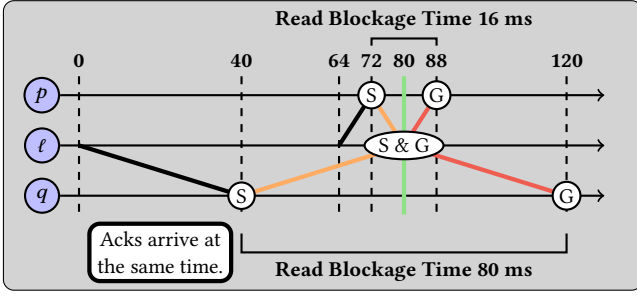 Read Blockage Time 16 ms
0 40 64 72 80 88 120
p S G
ℓ S & G
q S G
Acks arrive at
the same time.
Read Blockage Time 80 ms